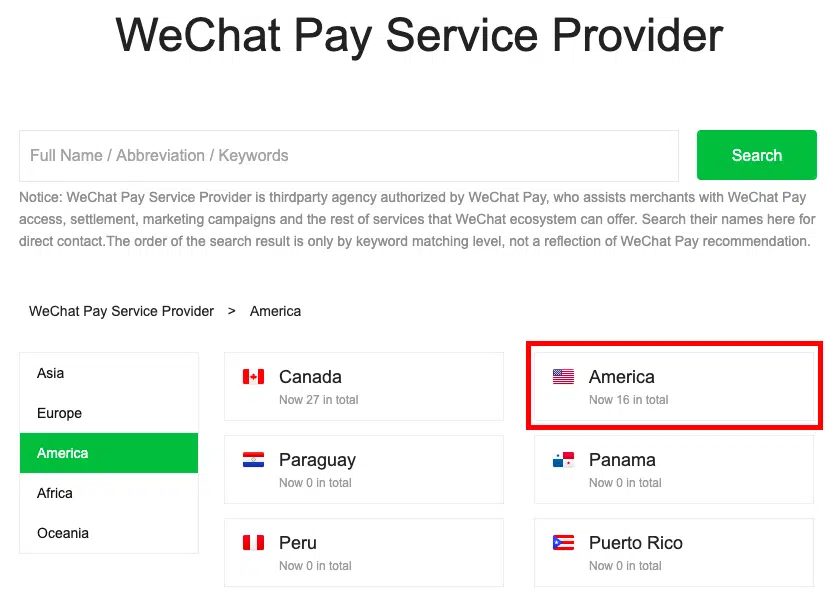 WeChat Pay Service Provider
Full Name / Abbreviation / Keywords
Search
Notice: WeChat Pay Service Provider is thirdparty agency authorized by WeChat Pay, who assists merchants with WeChat Pay
access, settlement, marketing campaigns and the rest of services that WeChat ecosystem can offer. Search their names here for
direct contact.The order of the search result is only by keyword matching level, not a reflection of WeChat Pay recommendation.
WeChat Pay Service Provider > America
Asia
Europe
America
Africa
Oceania
Canada
Now 27 in total
America
Now 16 in total
Paraguay
Now 0 in total
Panama
Now 0 in total
Peru
Now 0 in total
Puerto Rico
Now 0 in total